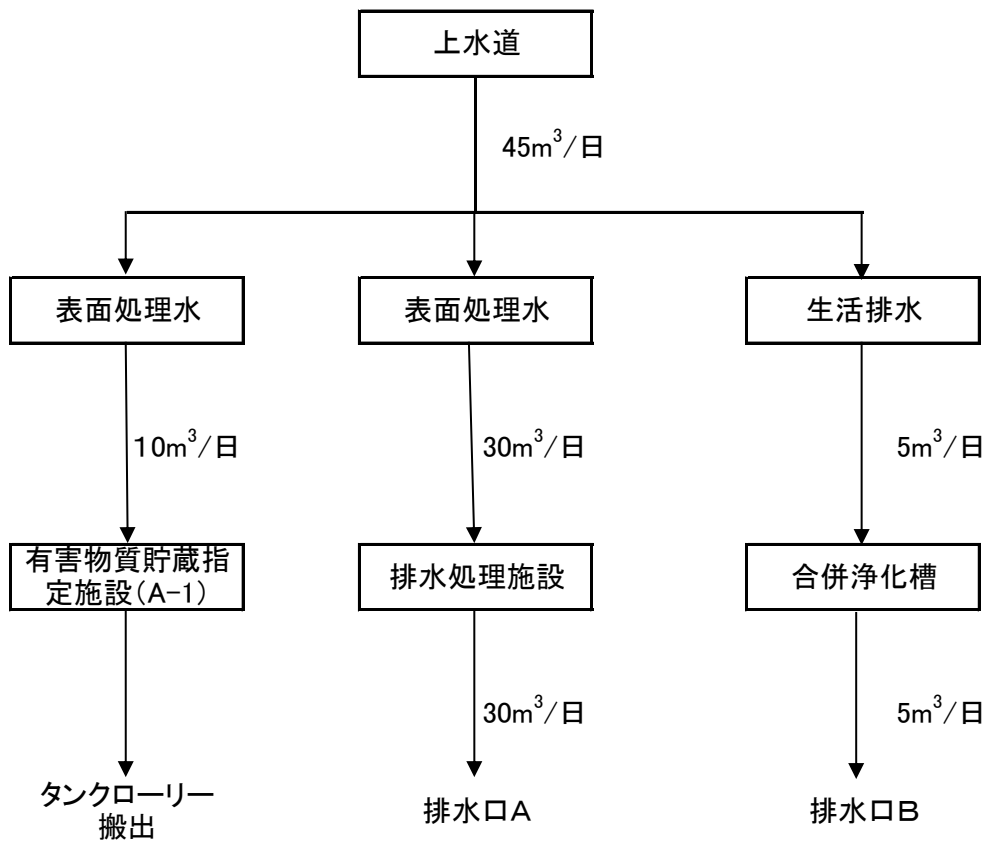 上水道
45m³/日
表面処理水
表面処理水
生活排水
10m³/日
30m³/日
5m³/日
有害物質貯蔵指
定施設(A-1)
排水処理施設
合併浄化槽
30m³/日
5m³/日
タンクローリー
搬出
排水口A
排水口B